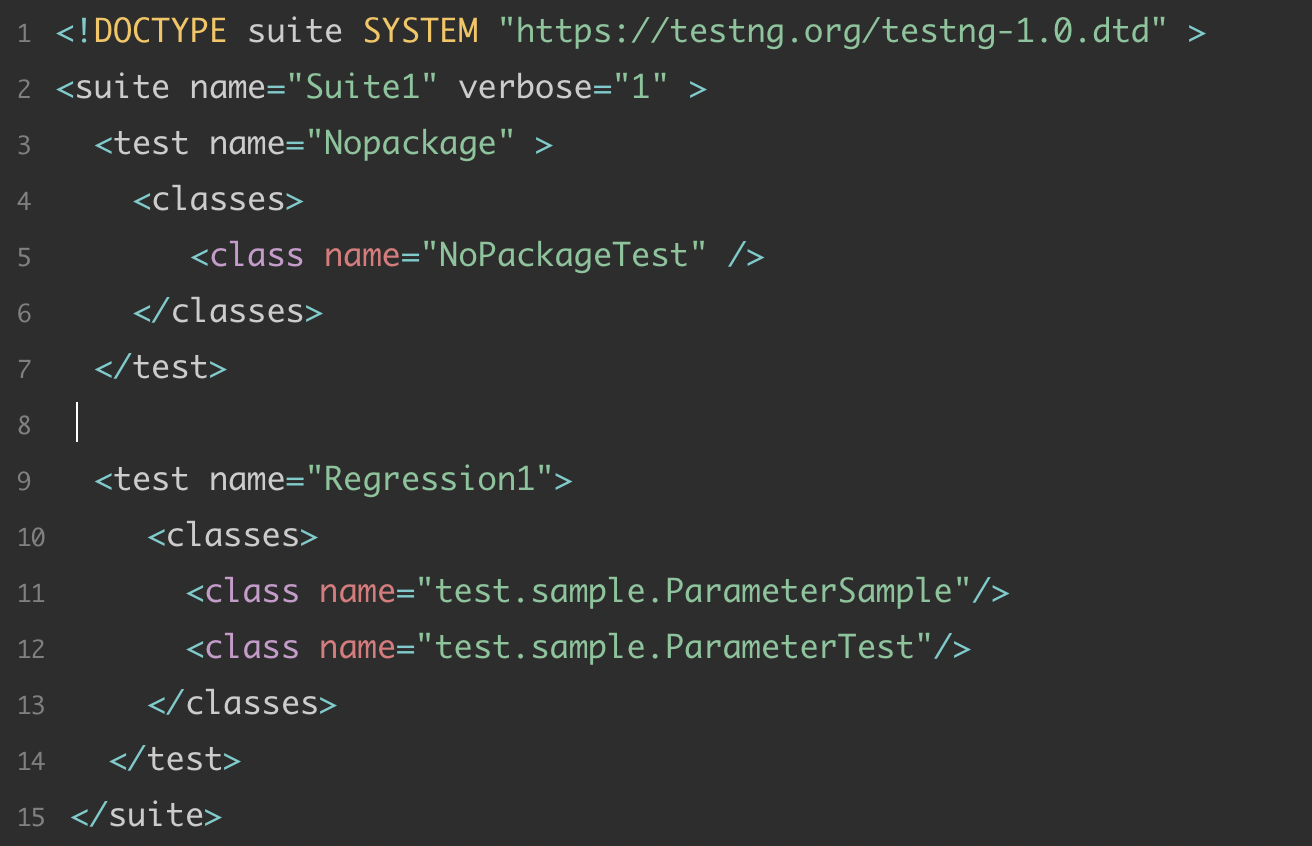 1 <!DOCTYPE suite SYSTEM "https://testng.org/testng-1.0.dtd" >
2 <suite name="Suite1" verbose="1" >
3 <test name="Nopackage" >
4 <classes>
5 <class name="NoPackageTest" />
6 </classes>
7 </test>
8
9 <test name="Regression1">
10 <classes>
11 <class name="test.sample.ParameterSample"/>
12 <class name="test.sample.ParameterTest"/>
13 </classes>
14 </test>
15 </suite>